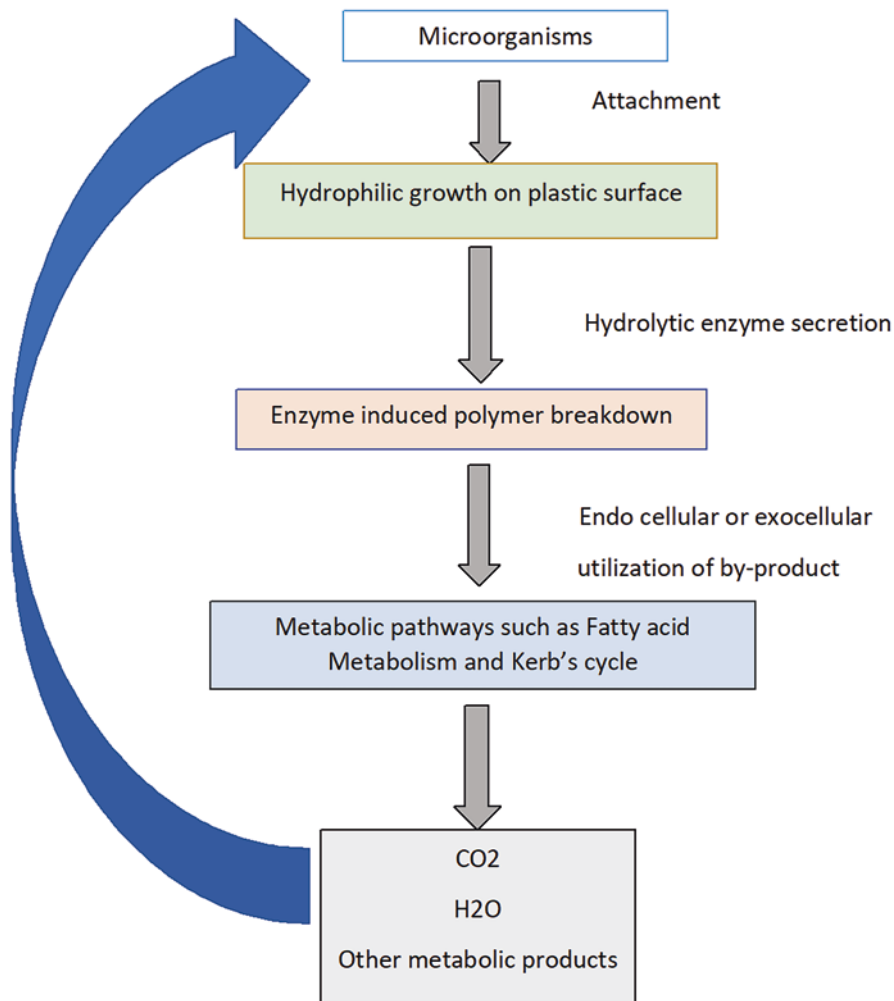 Microorganisms
Attachment
Hydrophilic growth on plastic surface
Hydrolytic enzyme secretion
Enzyme induced polymer breakdown
Endo cellular or exocellular
utilization of by-product
Metabolic pathways such as Fatty acid
Metabolism and Kerb’s cycle
CO2
H2O
Other metabolic products